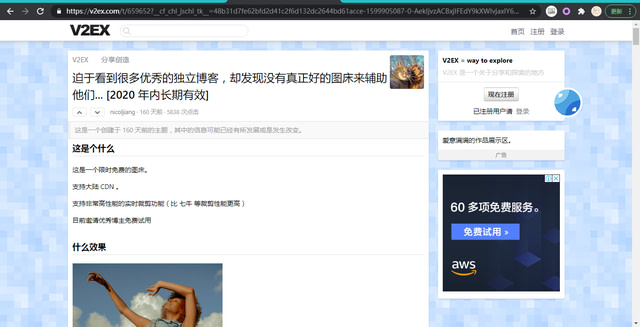 https://v2ex.com/t/659652?__cf_chl_jschl_tk__=48b31d7fe62bfd2d41c2f6d132dc2644bd61acce-1599905087-0-
更新
V2EX
首页 注册 登录
V2EX 分享创造
迫于看到很多优秀的独立博客，却发现没有真正好的图床来辅助
他们... [2020 年内长期有效]
nicoljiang · 160 天前 · 5838 次点击
这是一个创建于 160 天前的主题，其中的信息可能已经有所发展或是发生改变。
这是个什么
这是一个限时免费的图床。
支持大陆 CDN 。
支持非常高性能的实时裁剪功能（比 七牛 等裁剪性能更高）
目前邀请优秀博主免费试用
什么效果
V2EX = way to explore
V2EX 是一个关于分享和探索的地方
现在注册
已注册用户请 登录
爱意满满的作品展示区。
广告
60 多项免费服务。
免费试用 »
aws